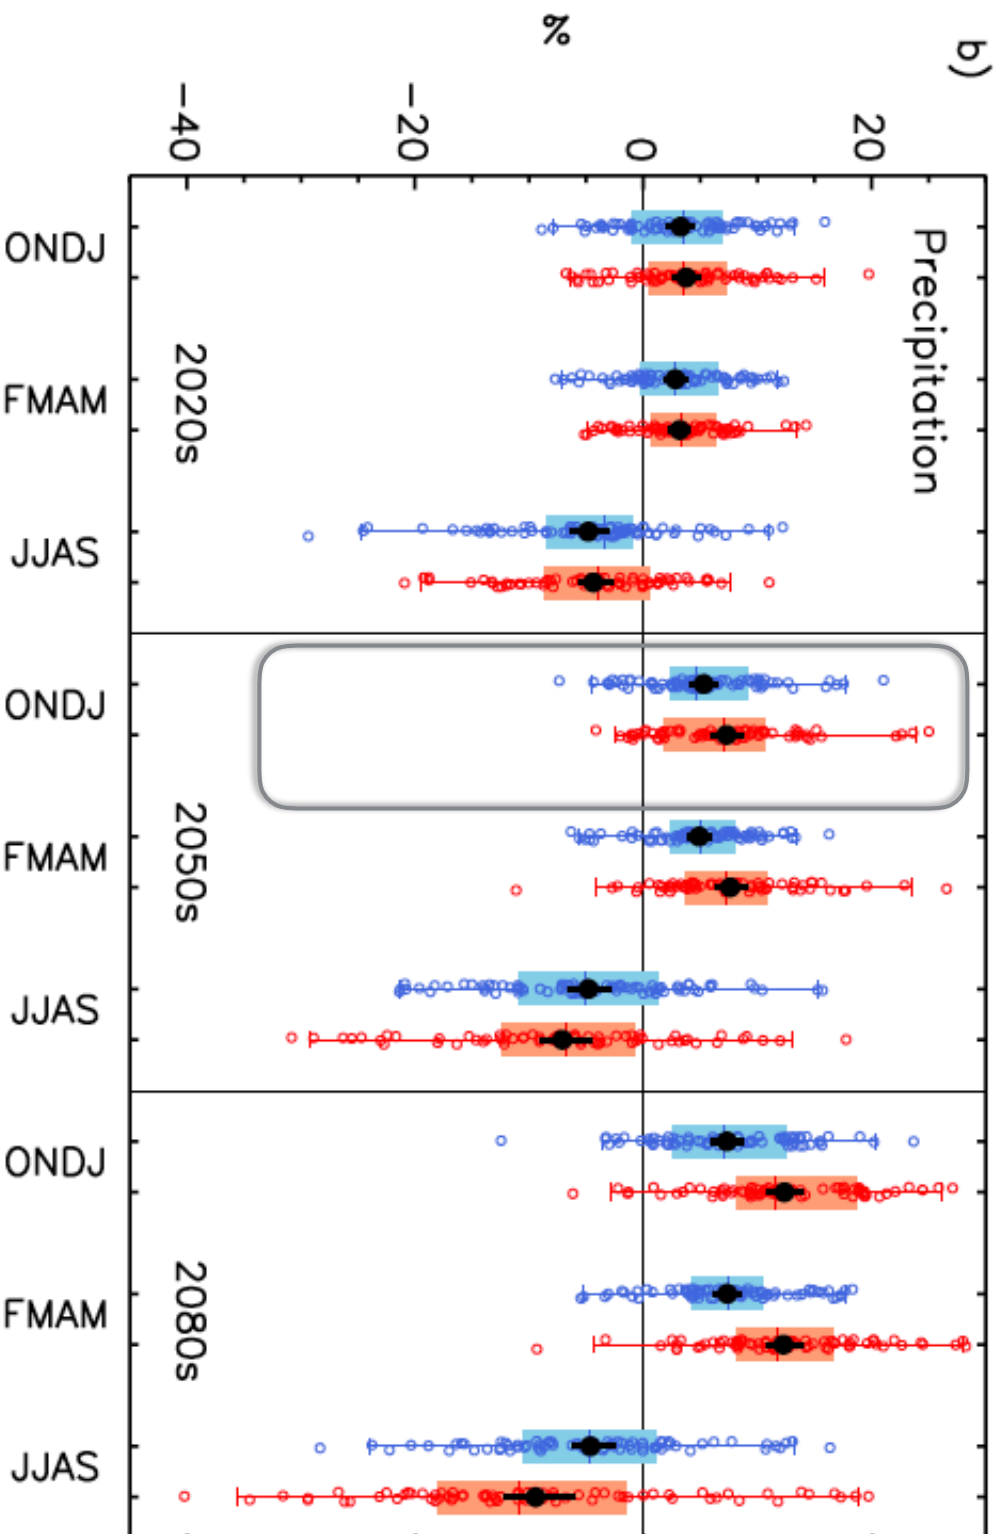 b)
Precipitation
%
-40
-20
0
20
ONDJ
FMAM
JJAS
2020s
ONDJ
FMAM
JJAS
2050s
ONDJ
FMAM
JJAS
2080s